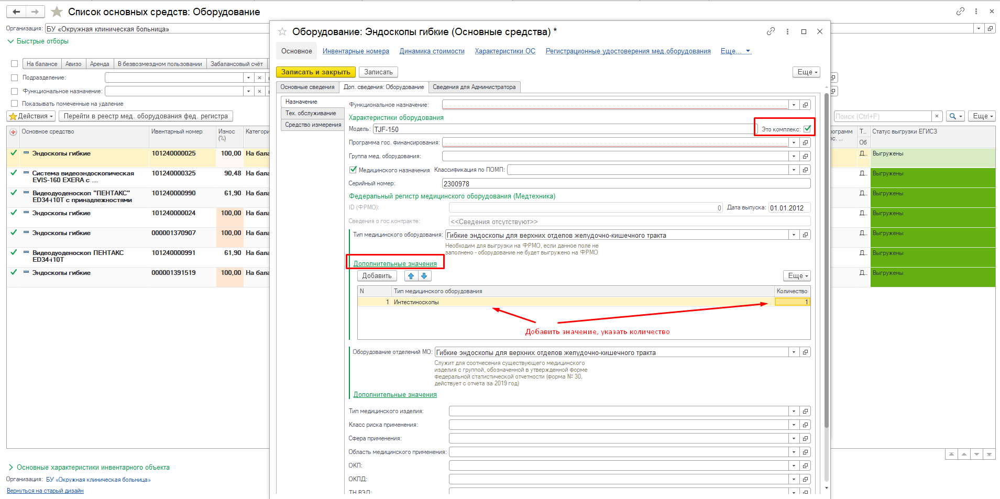 Список основных средств: Оборудование
Организация: БУ «Окружная клиническая больница»
Быстрые отборы
На балансе Авизо Аренда В безвозмездном пользовании Забалансовый счёт
Подразделение:
Функциональное назначение:
Показывать помеченные на удаление
Действия Перейти в реестр мед. оборудования фед. регистра
Поиск (Ctrl+F) Еще
Основное средство Ивентарный номер Износ (%)
Эндоскопы гибкие 101240000025 100,00 На бала
Система видеоэндоскопическая 101240000325 90,48 На бала
EVIS-160 EXERA с ...
Видеодуоденоскоп "ПЕНТАКС" 101240000990 61,90 На бала
ED34-i10T с принадлежностями
Эндоскопы гибкие 101240000024 100,00 На бала
Эндоскопы гибкие 000001370907 100,00 На бала
Видеодуоденоскоп ПЕНТАКС 101240000991 61,90 На бала
ED34-i10T
Эндоскопы гибкие 000001391519 100,00 На бала
Основные характеристики инвентарного объекта
Организация: БУ «Окружная клиническая больница»
Вернуться на старый дизайн
Оборудование: Эндоскопы гибкие (Основные средства) *
Основное Инвентарные номера Динамика стоимости Характеристики ОС Регистрационные удостоверения мед.оборудования Еще...
Записать и закрыть Записать Еще
Основные сведения Доп. сведения: Оборудование Сведения для Администратора
Назначение
Тех. обслуживание
Средство измерения
Функциональное назначение:
Характеристики оборудования
Модель: TJF-150 Это комплекс:
Программа гос. финансирования:
Группа мед. оборудования:
Медицинского назначения Классификация по ПОМП:
Серийный номер: 2300978
Федеральный регистр медицинского оборудования (Медтехника)
ID (ФРМО): 0 Дата выпуска: 01.01.2012
Сведения о гос.контракте: <<Сведения отсутствуют>>
Тип медицинского оборудования: Гибкие эндоскопы для верхних отделов желудочно-кишечного тракта
Необходим для выгрузки на ФРМО, если данное поле не
заполнено - оборудование не будет выгружено на ФРМО
Дополнительные значения
Добавить Еще
N Тип медицинского оборудования Количество
1 Интестиноскопы 1
Добавить значение, указать количество
Оборудование отделений МО: Гибкие эндоскопы для верхних отделов желудочно-кишечного тракта
Служит для соотнесения существующего медицинского
изделия с группой, обозначенной в утвержденной форме
федеральной статистической отчетности (форма № 30,
действует с отчета за 2019 год)
Дополнительные значения
Тип медицинского изделия:
Класс риска применения:
Сфера применения:
Область медицинского применения:
ОКП:
ОКПД:
ТН ВЭД:
Т... Статус выгрузки ЕГИСЗ
Об
Д... Выгружены
Д... Выгружены
Д... Выгружены
Д... Выгружены
Д... Выгружены
Д... Выгружены
Д... Выгружены